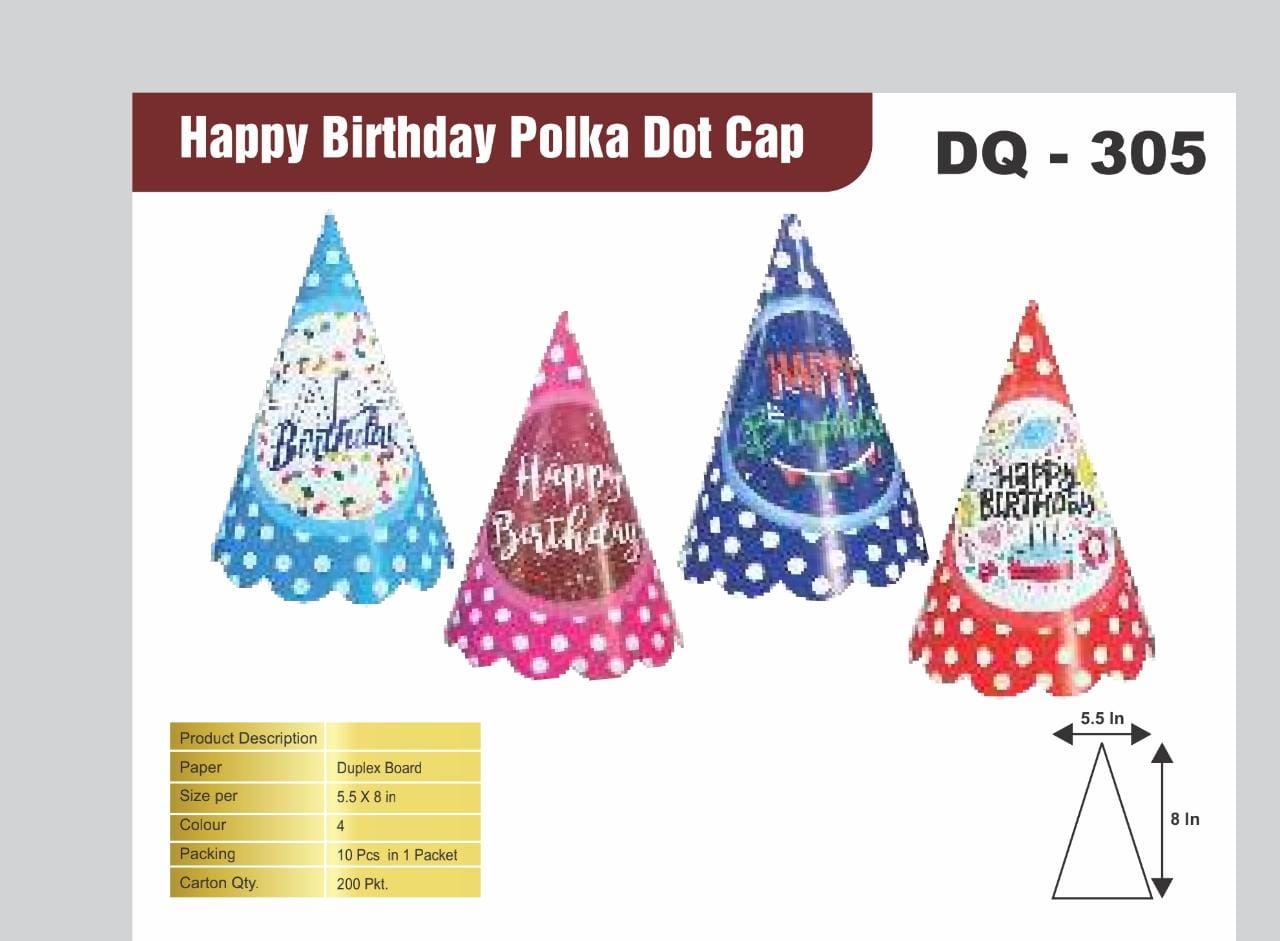 Happy Birthday Polka Dot Cap
DQ - 305
Birthday
Happy
Birthday
HAPPY
Birthday
HAPPY
BIRTHDAY
Product Description
Paper Duplex Board
Size per 5.5 X 8 in
Colour 4
Packing 10 Pcs in 1 Packet
Carton Qty. 200 Pkt.
5.5 In
8 In